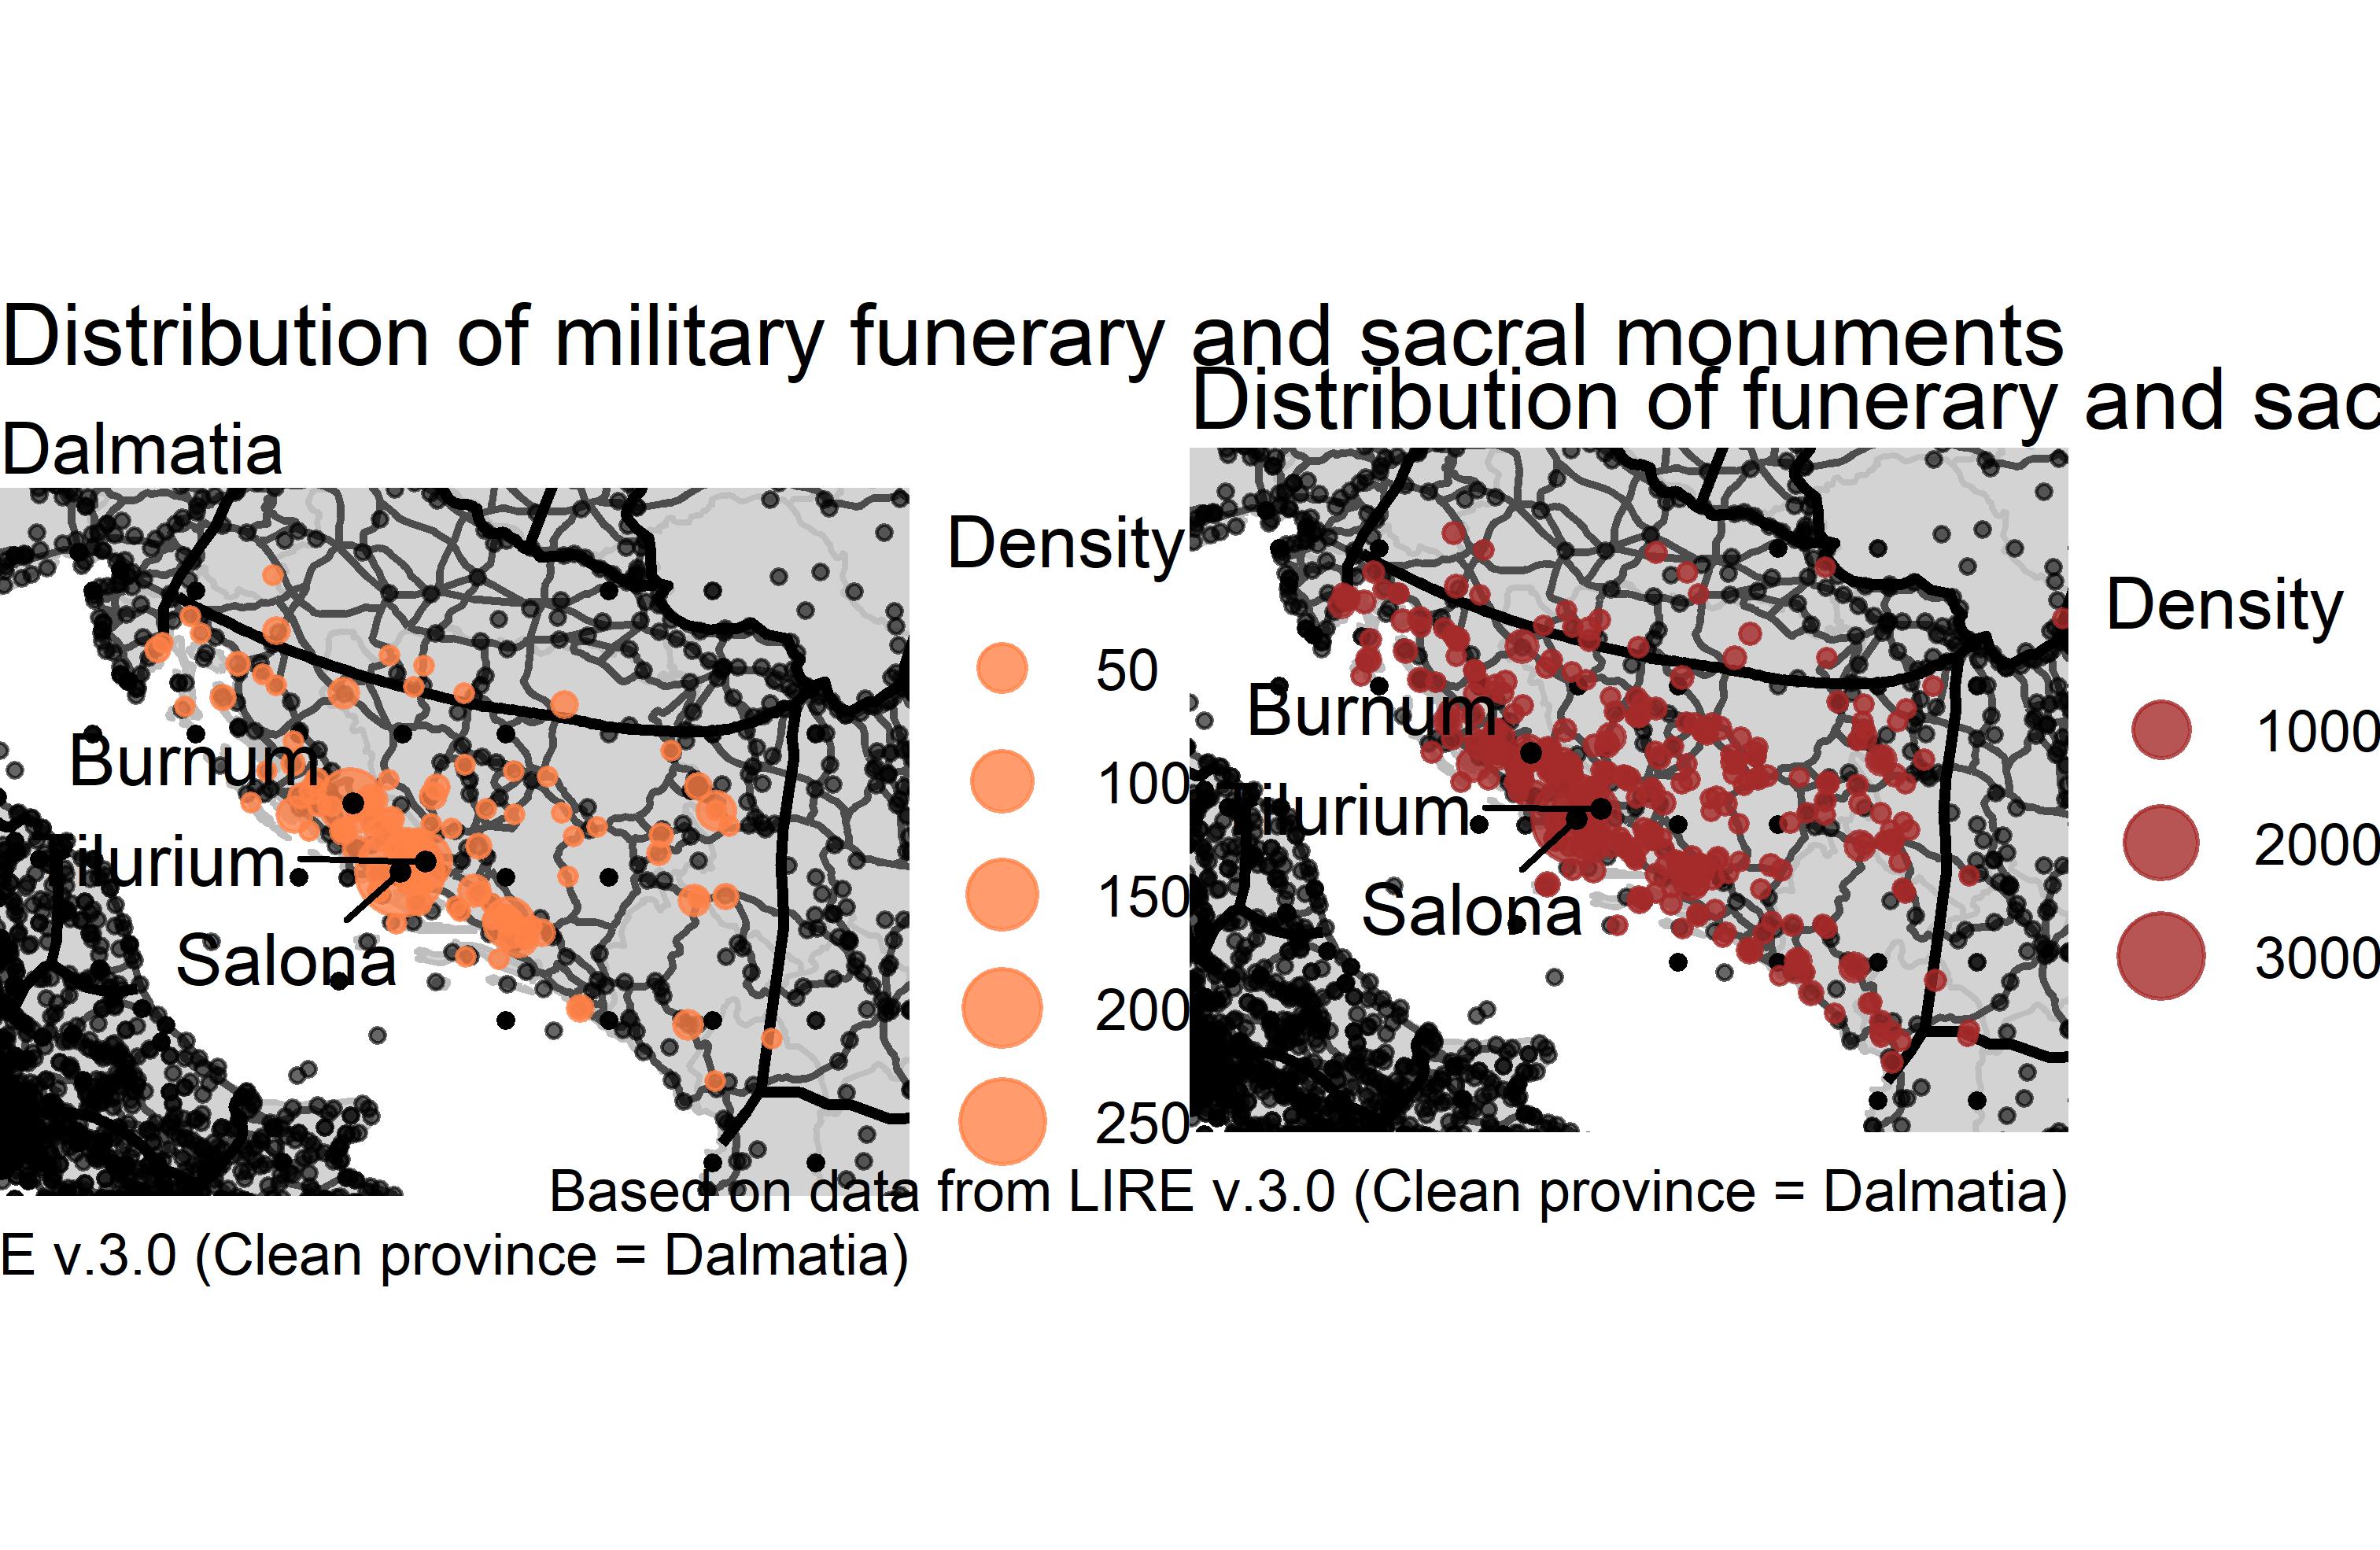 Distribution of military funerary and sacral monuments
Dalmatia
Density
50
100
150
200
250
Burnum
Tilurium
Salona
E v.3.0 (Clean province = Dalmatia)
Distribution of funerary and sac
Density
1000
2000
3000
Burnum
Tilurium
Salona
Based on data from LIRE v.3.0 (Clean province = Dalmatia)